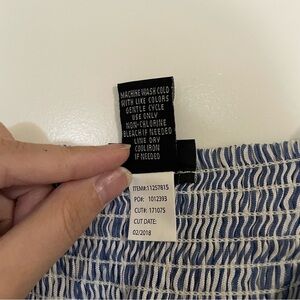 MACHINE WASH COLD
WITH LIKE COLORS
GENTLE CYCLE
USE ONLY
NON-CHLORINE
BLEACH IF NEEDED
LINE DRY
COOL IRON
IF NEEDED
ITEM#:11257815
PO#: 1012393
CUT#: 171075
CUT DATE:
02/2018